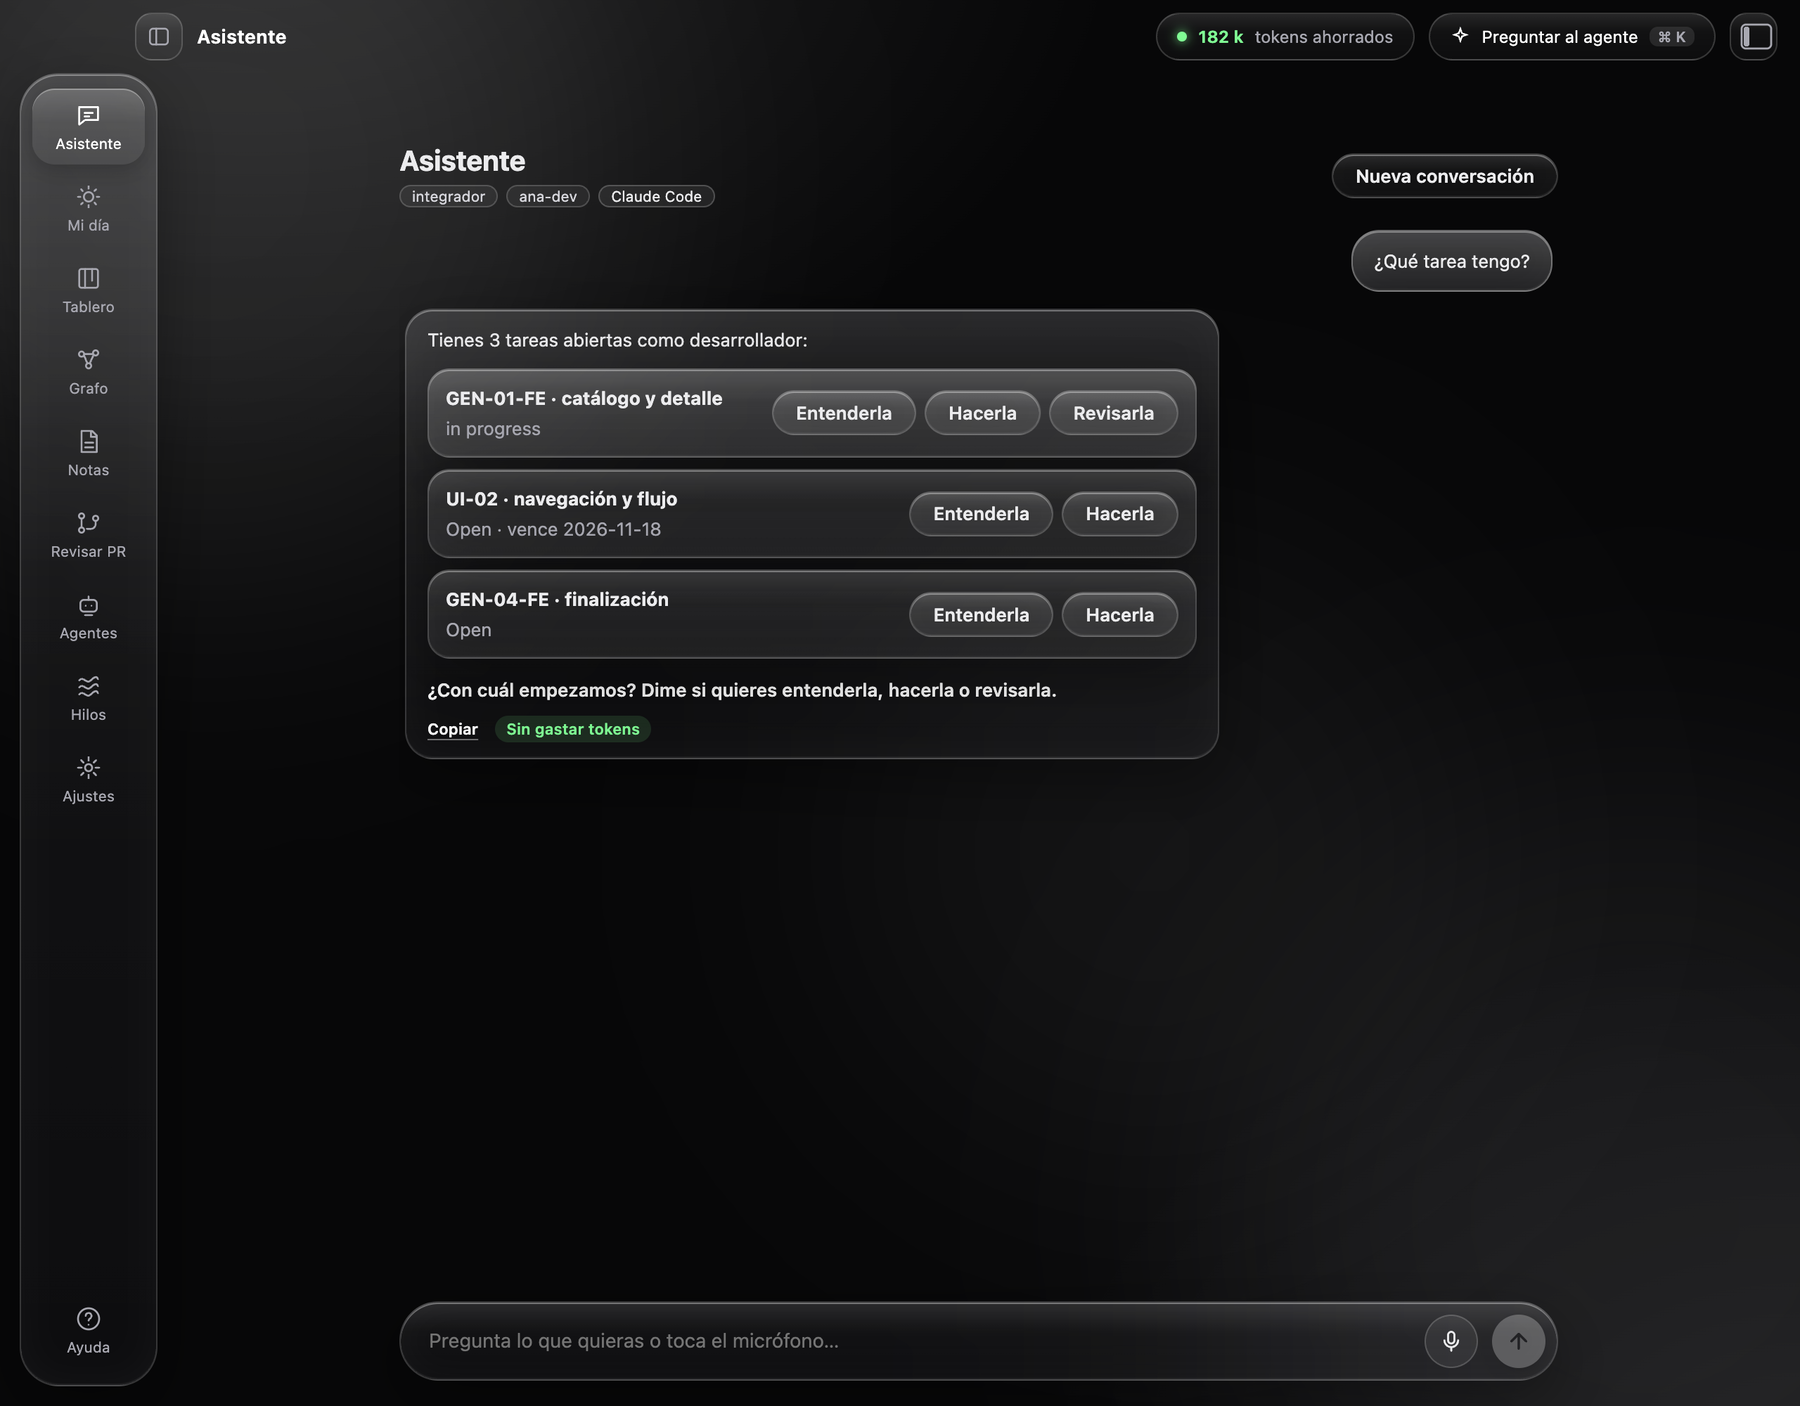 Asistente
182 k tokens ahorrados
Preguntar al agente ⌘ K
Asistente
Mi día
Tablero
Grafo
Notas
Revisar PR
Agentes
Hilos
Ajustes
Ayuda
Asistente
integrador ana-dev Claude Code
Nueva conversación
¿Qué tarea tengo?
Tienes 3 tareas abiertas como desarrollador:
GEN-01-FE · catálogo y detalle
in progress
Entenderla Hacerla Revisarla
UI-02 · navegación y flujo
Open · vence 2026-11-18
Entenderla Hacerla
GEN-04-FE · finalización
Open
Entenderla Hacerla
¿Con cuál empezamos? Dime si quieres entenderla, hacerla o revisarla.
Copiar Sin gastar tokens
Pregunta lo que quieras o toca el micrófono...